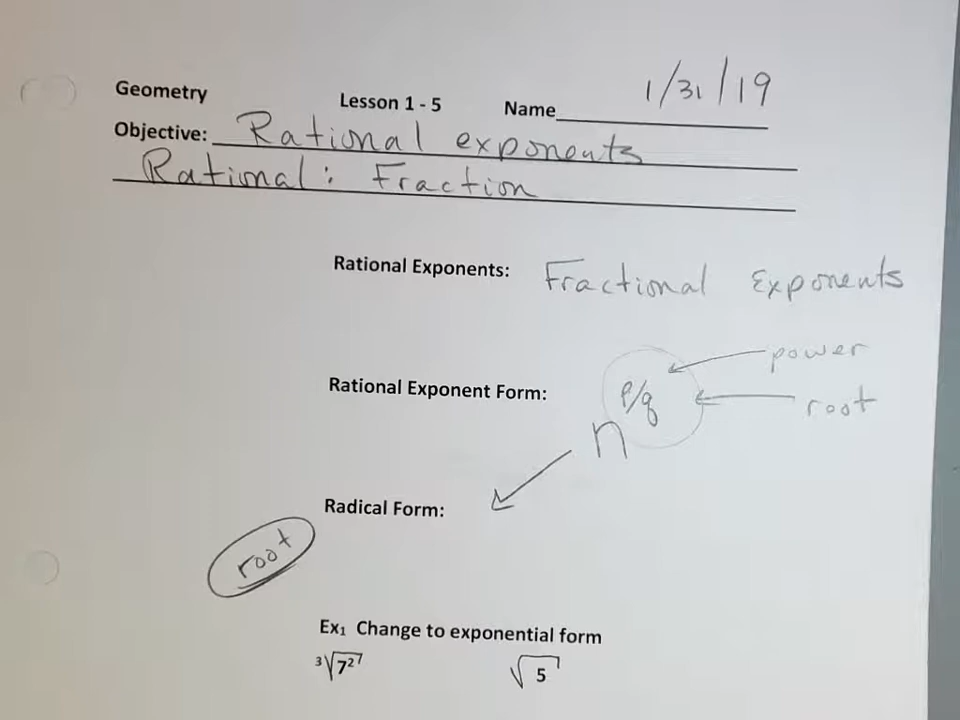 Geometry Lesson 1 - 5 Name 1/31/19
Objective: Rational exponents
Rational: Fraction
Rational Exponents: Fractional Exponents
power
Rational Exponent Form: n^p/q root
Radical Form:
root
Ex₁ Change to exponential form
³√7² √5